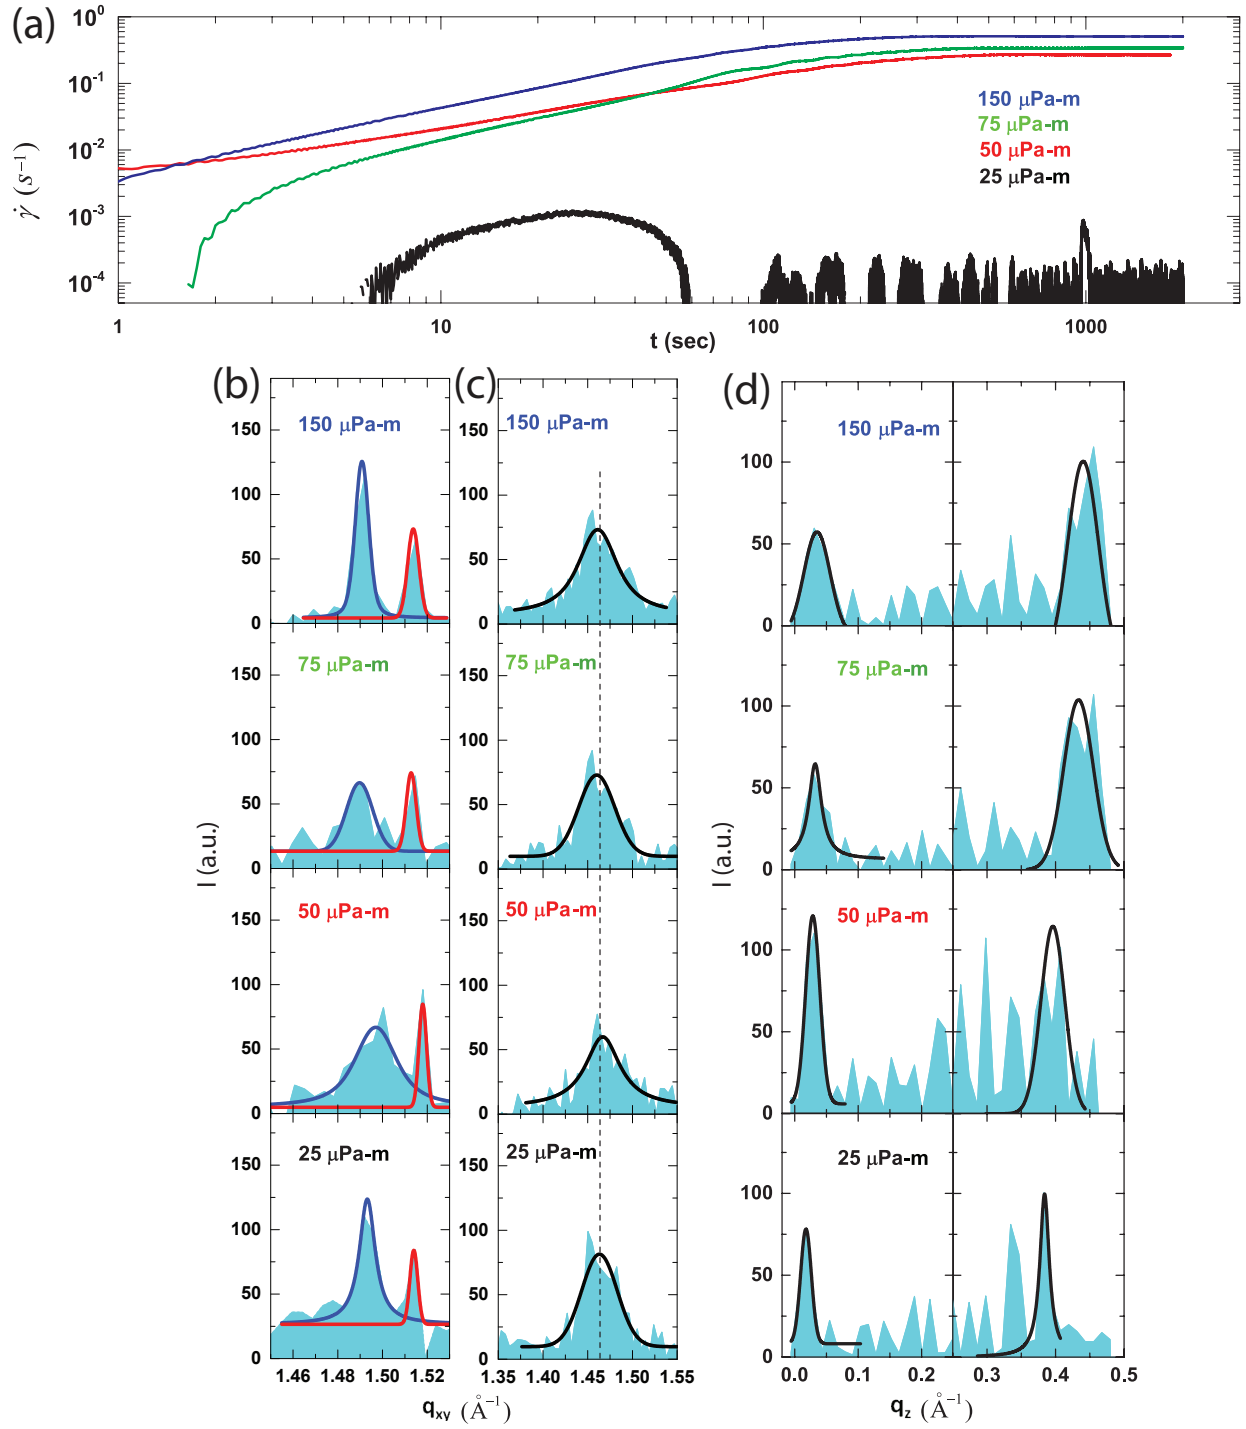 (a)
10⁰
10⁻¹
10⁻²
10⁻³
10⁻⁴
γ̇ (s⁻¹)
150 μPa-m
75 μPa-m
50 μPa-m
25 μPa-m
1 10 100 1000
t (sec)
(b) (c) (d)
150 μPa-m 150 μPa-m 150 μPa-m
150 150 150
100 100 100
50 50 50
0 0 0
75 μPa-m 75 μPa-m 75 μPa-m
150 150 150
100 100 100
50 50 50
0 0 0
I (a.u.) I (a.u.)
50 μPa-m 50 μPa-m 50 μPa-m
150 150 150
100 100 100
50 50 50
0 0 0
25 μPa-m 25 μPa-m 25 μPa-m
150 150 150
100 100 100
50 50 50
0 0 0
1.46 1.48 1.50 1.52 1.35 1.40 1.45 1.50 1.55 0.0 0.1 0.2 0.3 0.4 0.5
q_xy (Å⁻¹) q_z (Å⁻¹)